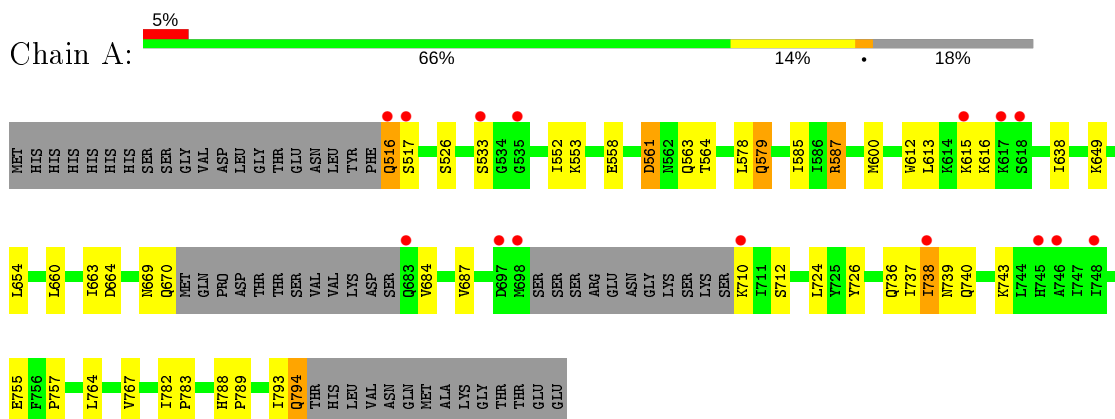 5%
Chain A:
66% 14% • 18%
MET HIS HIS HIS HIS HIS HIS SER SER GLY VAL ASP LEU GLY THR GLU ASN LEU TYR PHE Q516 S517 S526 S533 G534 G535 I552 K553 E558 D561 N562 Q563 T564 L578 Q579 I585 I586 R587 M600 W612 L613 K614 K615 K616 K617 S618 I638 K649
L654 L660 I663 D664 N669 Q670 MET GLN PRO ASP THR THR SER VAL VAL LYS ASP SER Q683 V684 V687 D697 M698 SER SER SER ARG GLU ASN GLY LYS SER LYS SER K710 I711 S712 L724 Y725 Y726 Q736 I737 I738 N739 Q740 K743 L744 H745 A746 I747 I748
E755 F756 P757 L764 V767 I782 P783 H788 P789 I793 Q794 THR HIS LEU VAL ASN GLN MET ALA LYS GLY THR THR GLU GLU